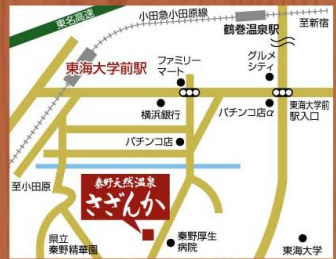 東名高速
小田急小田原線
鶴巻温泉駅
至新宿
東海大学前駅
ファミリー
マート
グルメ
シティ
横浜銀行
パチンコ店α
東海大学前
駅入口
パチンコ店
至小田原
秦野天然温泉
さざんか
県立
秦野精華園
秦野厚生
病院
東海大学